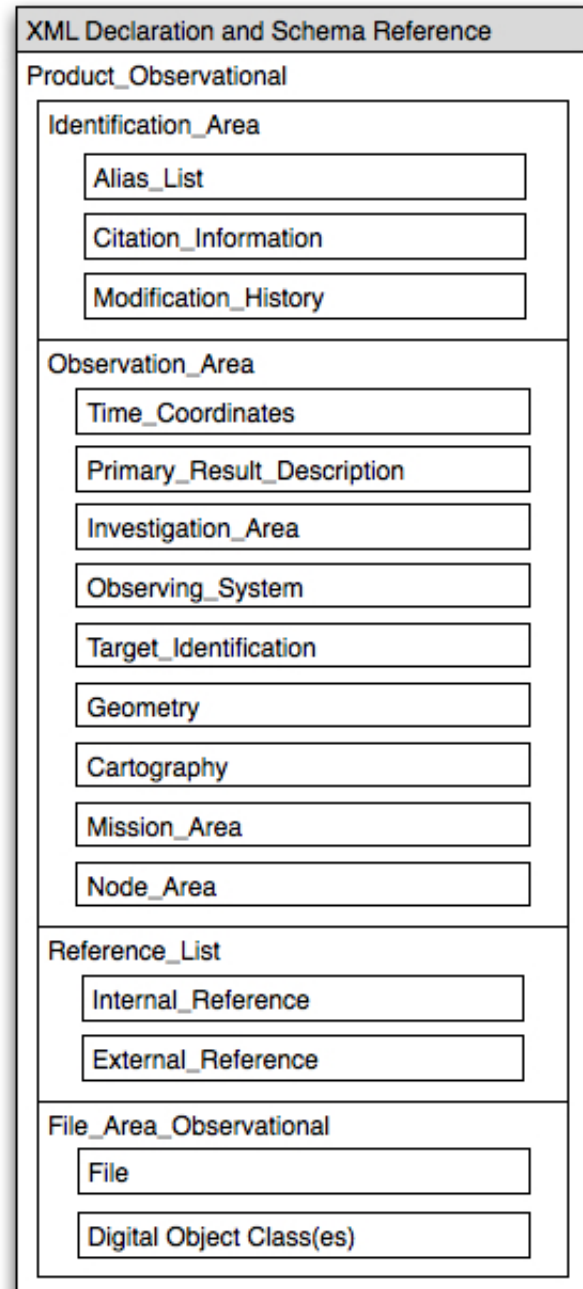 XML Declaration and Schema Reference
Product_Observational
Identification_Area
Alias_List
Citation_Information
Modification_History
Observation_Area
Time_Coordinates
Primary_Result_Description
Investigation_Area
Observing_System
Target_Identification
Geometry
Cartography
Mission_Area
Node_Area
Reference_List
Internal_Reference
External_Reference
File_Area_Observational
File
Digital Object Class(es)